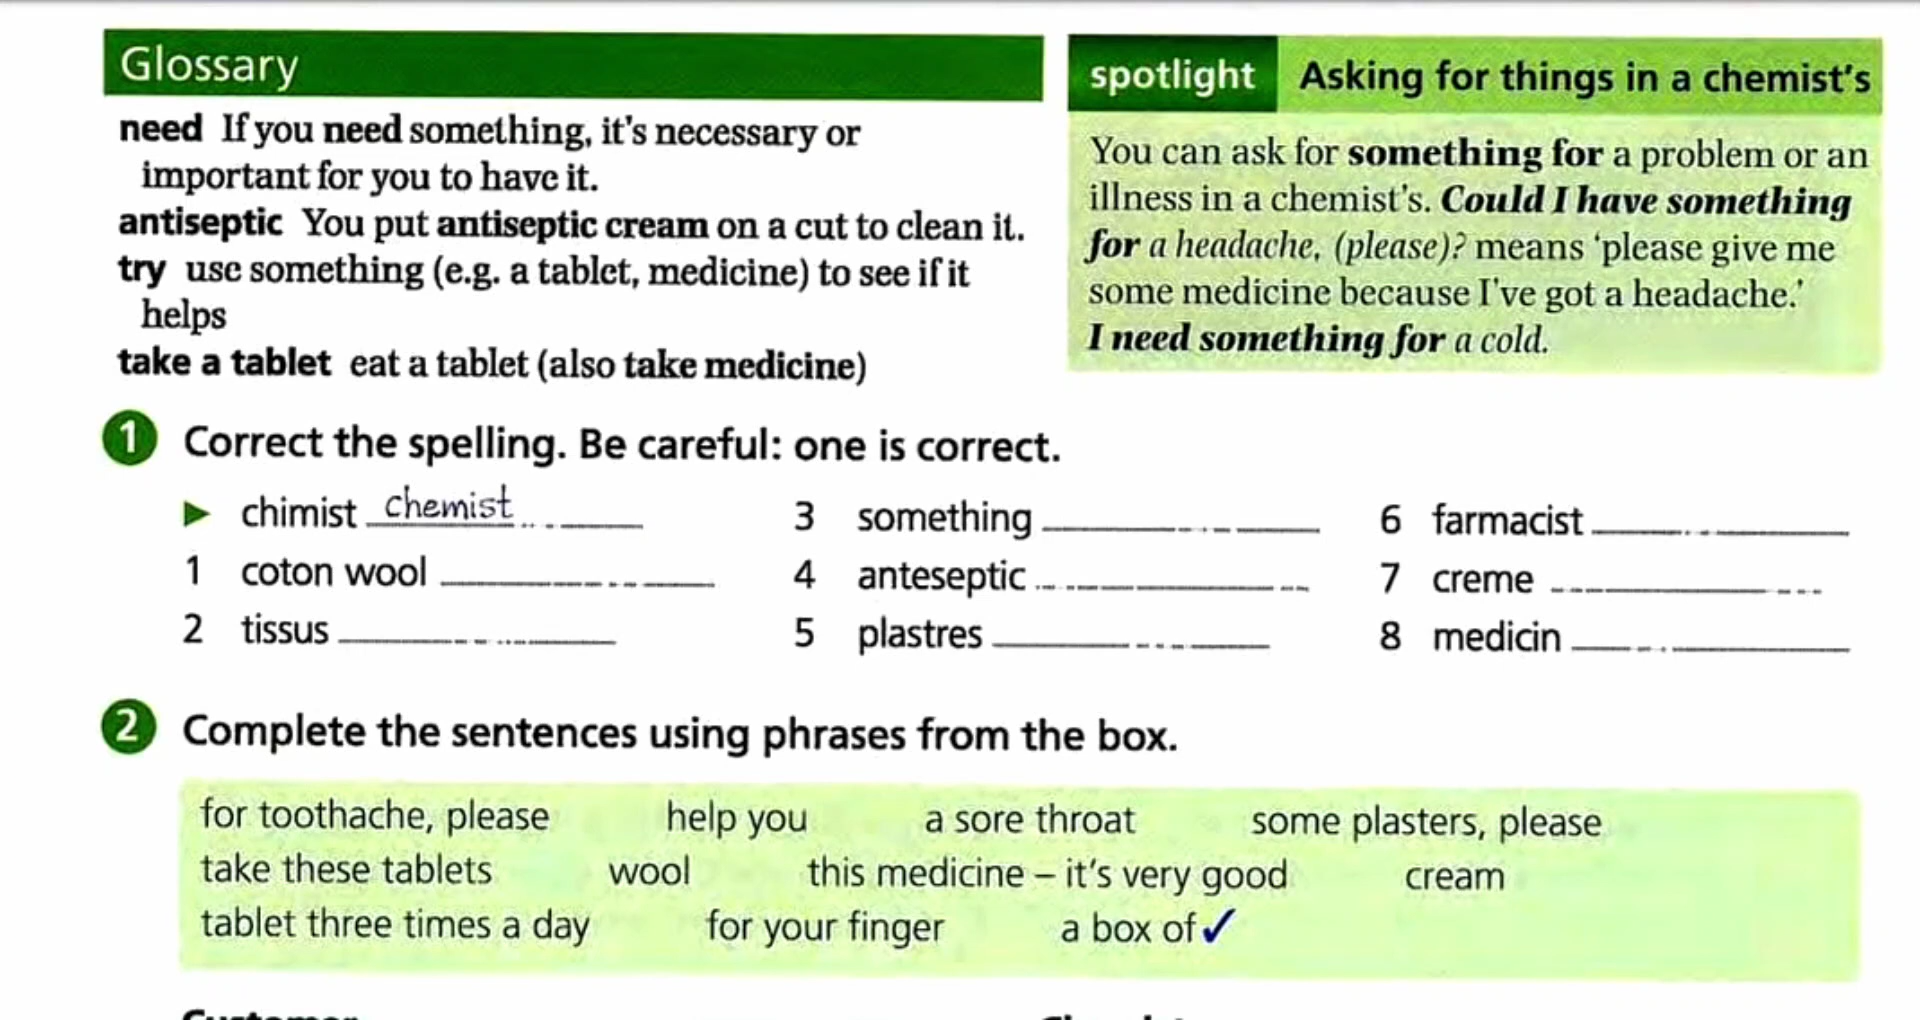 Glossary
need If you need something, it's necessary or
important for you to have it.
antiseptic You put antiseptic cream on a cut to clean it.
try use something (e.g. a tablet, medicine) to see if it
helps
take a tablet eat a tablet (also take medicine)
spotlight Asking for things in a chemist's
You can ask for something for a problem or an
illness in a chemist's. Could I have something
for a headache, (please)? means ‘please give me
some medicine because I've got a headache.’
I need something for a cold.
1 Correct the spelling. Be careful: one is correct.
▶ chimist chemist
1 coton wool
2 tissus
3 something
4 anteseptic
5 plastres
6 farmacist
7 creme
8 medicin
2 Complete the sentences using phrases from the box.
for toothache, please help you a sore throat some plasters, please
take these tablets wool this medicine – it's very good cream
tablet three times a day for your finger a box of ✓